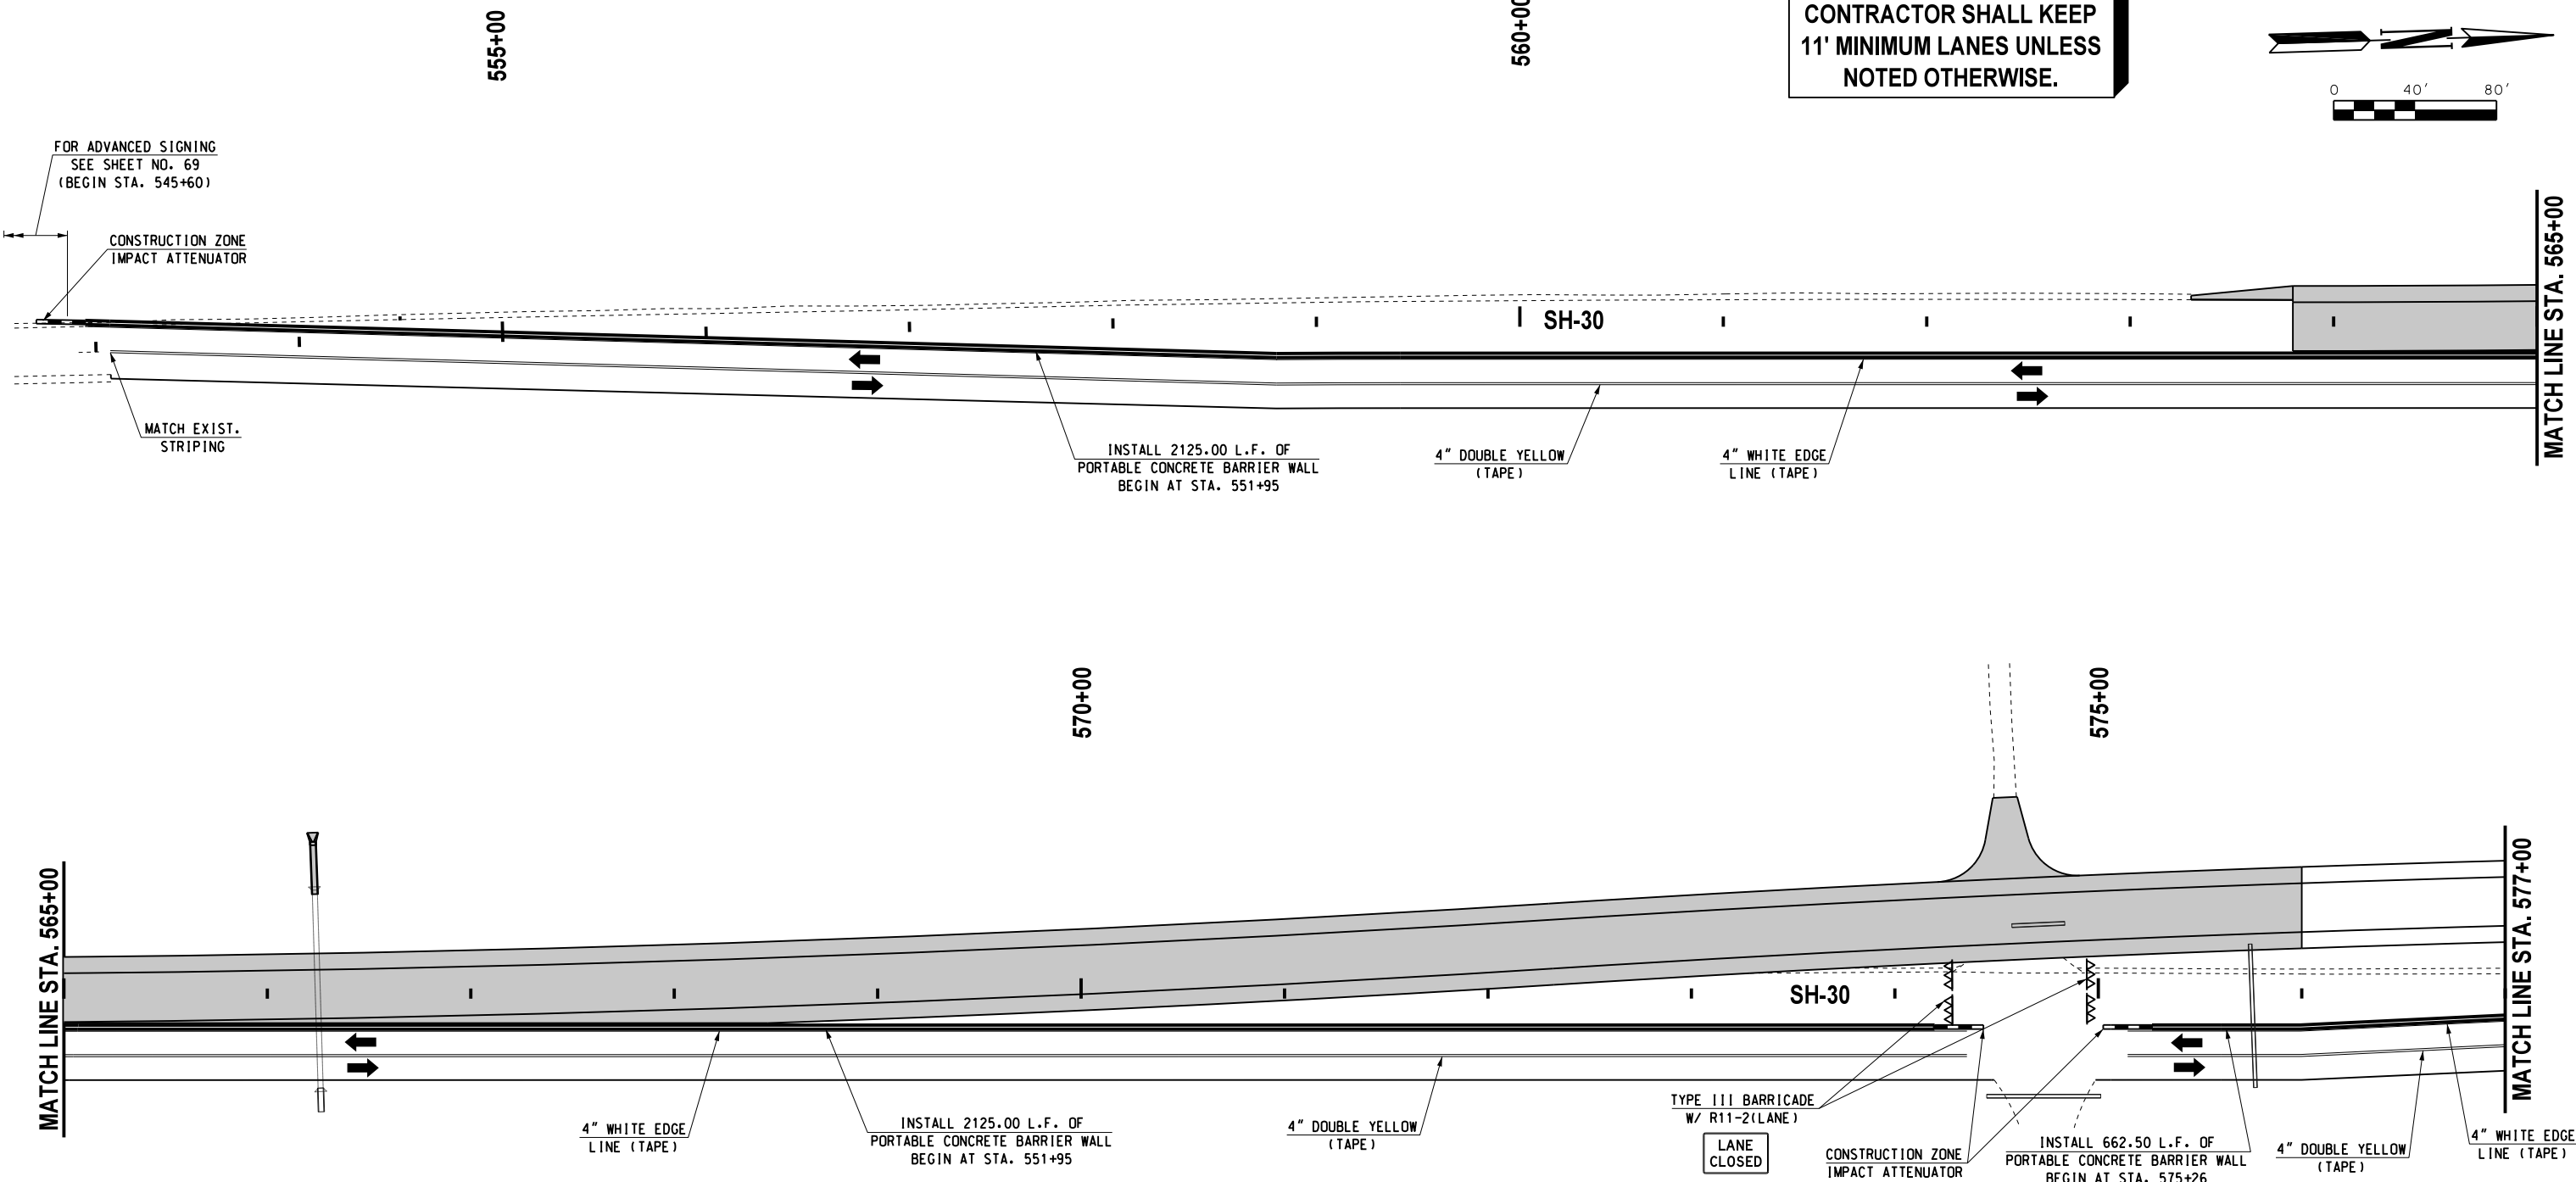 555+00
560+00
CONTRACTOR SHALL KEEP
11' MINIMUM LANES UNLESS
NOTED OTHERWISE.
0 40' 80'
FOR ADVANCED SIGNING
SEE SHEET NO. 69
(BEGIN STA. 545+60)
CONSTRUCTION ZONE
IMPACT ATTENUATOR
SH-30
MATCH LINE STA. 565+00
MATCH EXIST.
STRIPING
INSTALL 2125.00 L.F. OF
PORTABLE CONCRETE BARRIER WALL
BEGIN AT STA. 551+95
4" DOUBLE YELLOW
(TAPE)
4" WHITE EDGE
LINE (TAPE)
570+00
575+00
MATCH LINE STA. 565+00
SH-30
MATCH LINE STA. 577+00
4" WHITE EDGE
LINE (TAPE)
INSTALL 2125.00 L.F. OF
PORTABLE CONCRETE BARRIER WALL
BEGIN AT STA. 551+95
4" DOUBLE YELLOW
(TAPE)
TYPE III BARRICADE
W/ R11-2(LANE)
LANE
CLOSED
CONSTRUCTION ZONE
IMPACT ATTENUATOR
INSTALL 662.50 L.F. OF
PORTABLE CONCRETE BARRIER WALL
BEGIN AT STA. 575+26
4" DOUBLE YELLOW
(TAPE)
4" WHITE EDGE
LINE (TAPE)